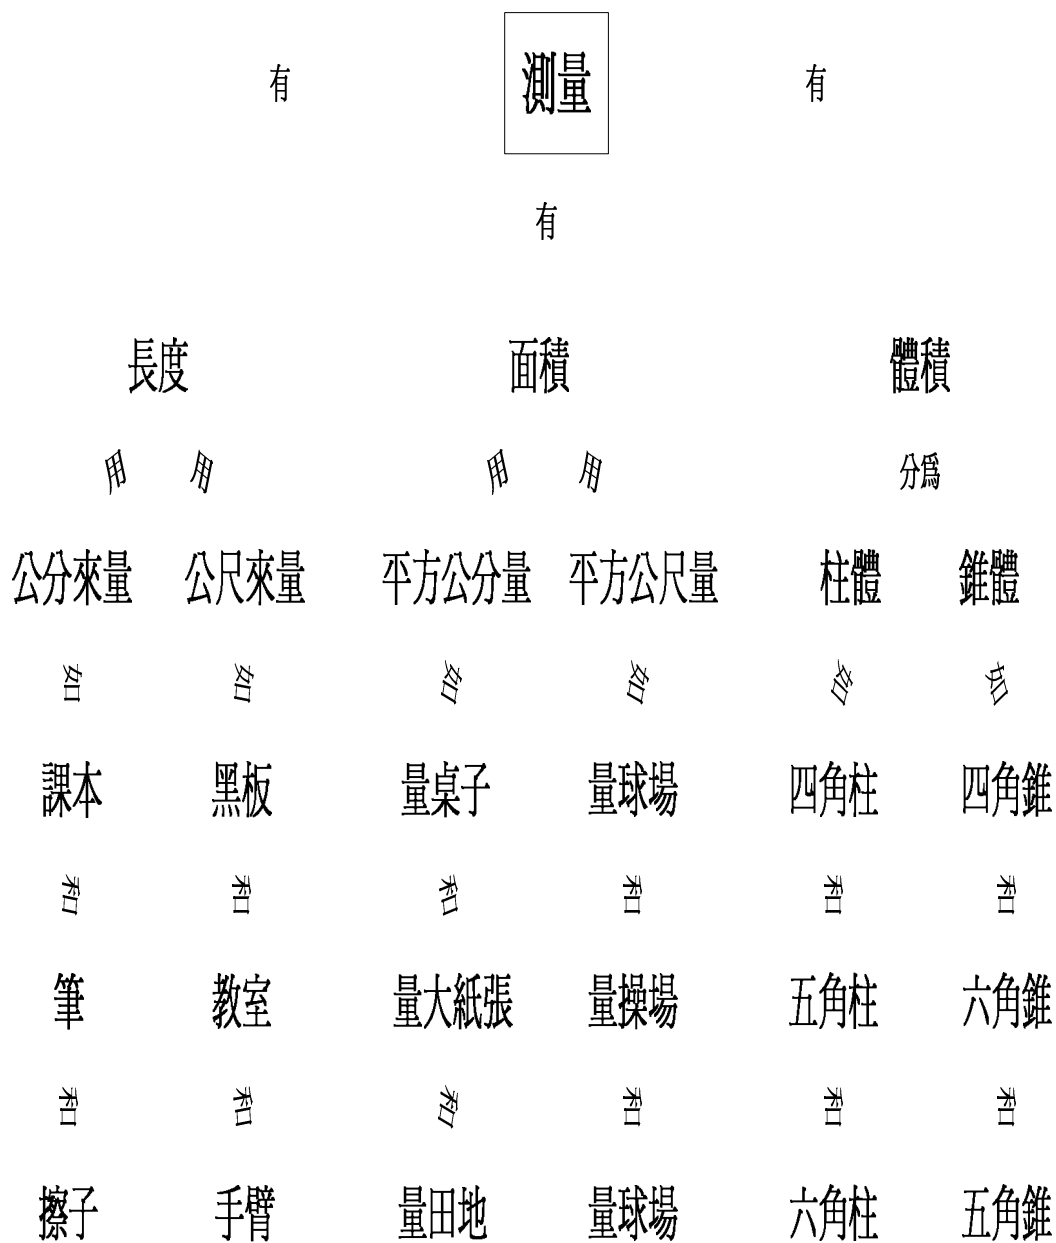 測量
有 有
有
長度 面積 體積
用 用 用 用 分爲
公分來量 公尺來量 平方公分量 平方公尺量 柱體 錐體
如 如 如 如 如 如
課本 黑板 量桌子 量球場 四角柱 四角錐
和 和 和 和 和 和
筆 教室 量大紙張 量操場 五角柱 六角錐
和 和 和 和 和 和
擦子 手臂 量田地 量球場 六角柱 五角錐